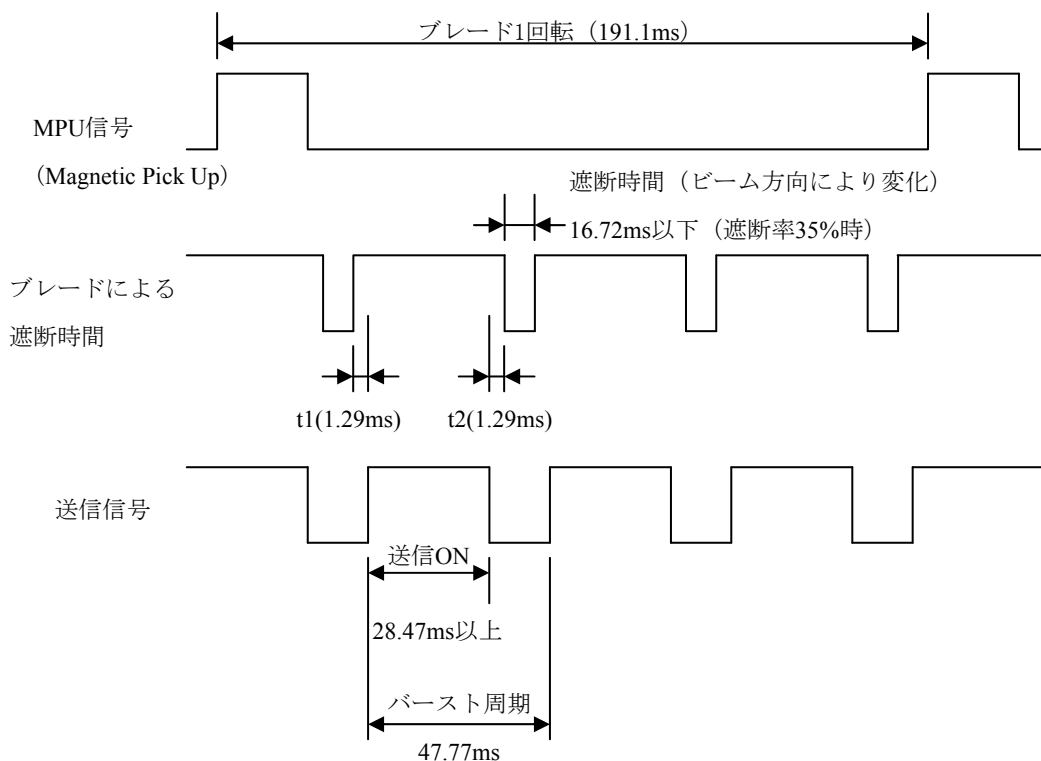 ブレード1回転（191.1ms）
MPU信号
（Magnetic Pick Up）
遮断時間（ビーム方向により変化）
16.72ms以下（遮断率35%時）
ブレードによる
遮断時間
t1(1.29ms)
t2(1.29ms)
送信信号
送信ON
28.47ms以上
バースト周期
47.77ms